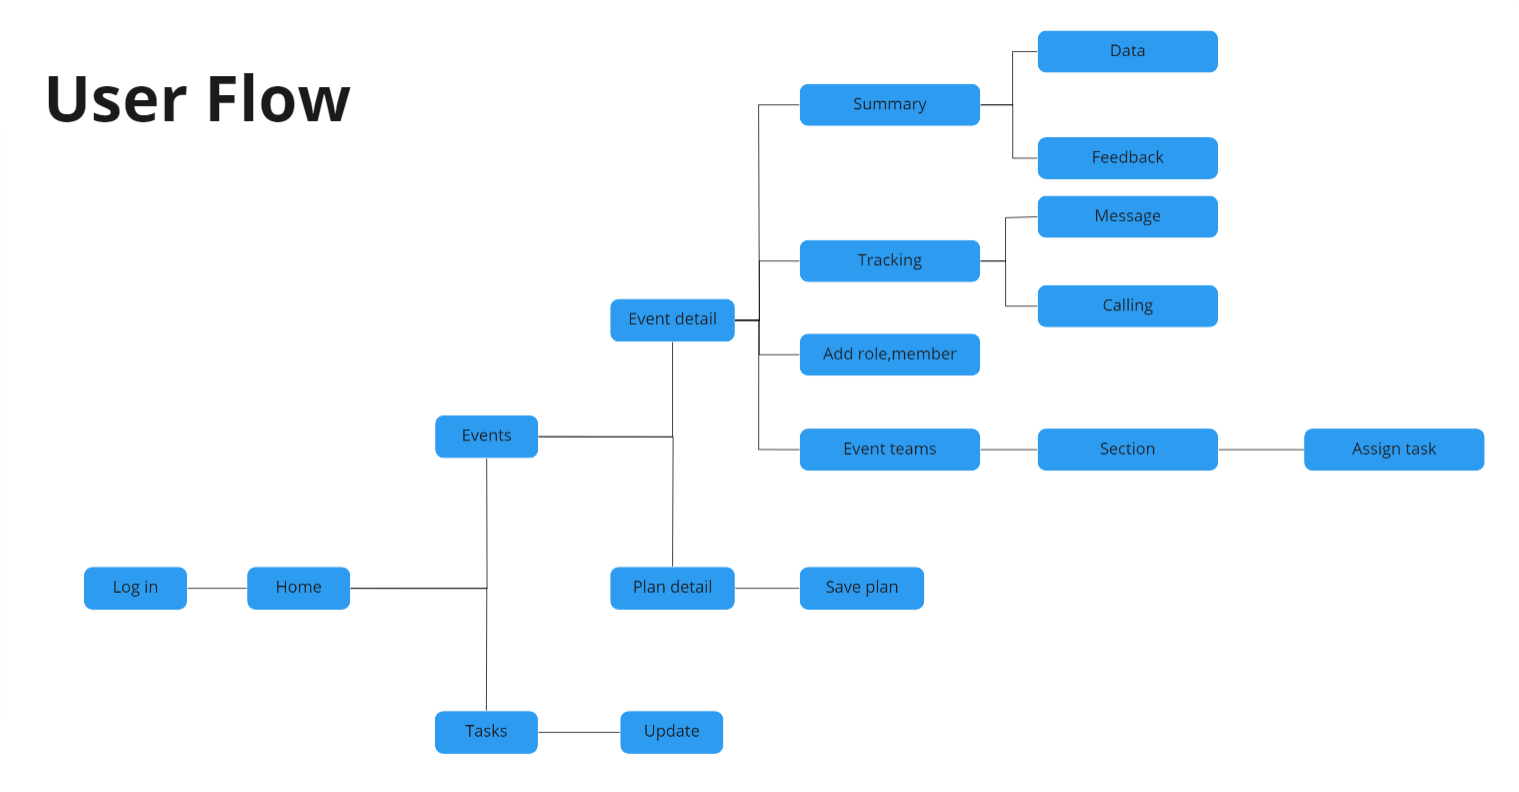 User Flow
Data
Summary
Feedback
Message
Tracking
Calling
Event detail
Add role,member
Events
Event teams
Section
Assign task
Log in
Home
Plan detail
Save plan
Tasks
Update